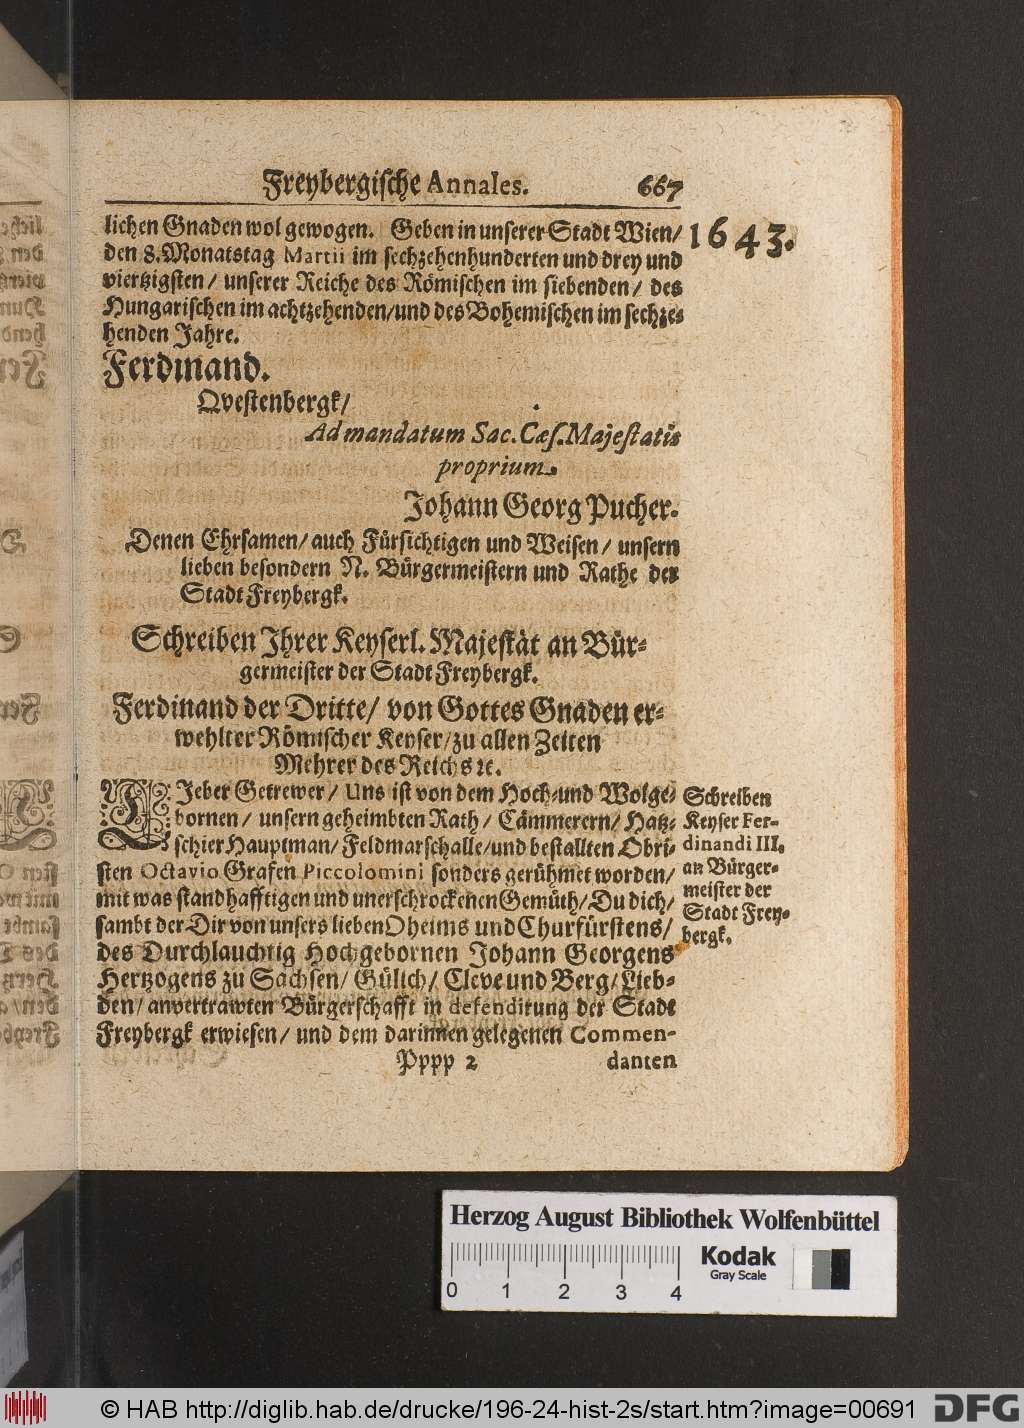 Freybergische Annales. 667
lichen Gnaden wol gewogen. Geben in unserer Stadt Wien/
1643.
den 8. Monatstag Martii im sechzehenhunderten und drey und
viertzigsten/ unserer Reiche des Römischen im siebenden/ des
Hungarischen im achtzehenden/und des Bohemischen im sechze-
henden Jahre.
Ferdinand.
Qvestenbergk/
Ad mandatum Sac. Cæs. Majestatis
proprium.
Johann Georg Pucher.
Denen Ehrsamen/ auch Fürsichtigen und Weisen/ unsern
lieben besondern N. Bürgermeistern und Rathe der
Stadt Freybergk.
Schreiben Ihrer Keyserl. Majestät an Bür-
germeister der Stadt Freybergk.
Ferdinand der Dritte/ von Gottes Gnaden er-
wehlter Römischer Keyser/zu allen Zeiten
Mehrer des Reichs ꝛc.
LIeber Getrewer/ Uns ist von dem Hoch-und Wolge-
bornen/ unsern geheimbten Rath/ Cämmerern/ Hatz-
schier Hauptman/ Feldmarschalle/und bestallten Obri-
sten Octavio Grafen Piccolomini sonders gerühmet worden/
mit was standhafftigen und unerschrockenen Gemüth/ Du dich/
sambt der Dir von unsers lieben Oheims und Churfürstens/
des Durchlauchtig Hochgebornen Johann Georgens
Hertzogens zu Sachsen/ Gülich/ Cleve und Berg/ Lieb-
den/ anvertrawten Bürgerschafft in defendirung der Stadt
Freybergk erwiesen/ und dem darinnen gelegenen Commen-
Pppp 2 danten
Schreiben
Keyser Fer-
dinandi III.
an Bürger-
meister der
Stadt Frey-
bergk.
Herzog August Bibliothek Wolfenbüttel
Kodak
Gray Scale
0 1 2 3 4
© HAB http://diglib.hab.de/drucke/196-24-hist-2s/start.htm?image=00691
DFG